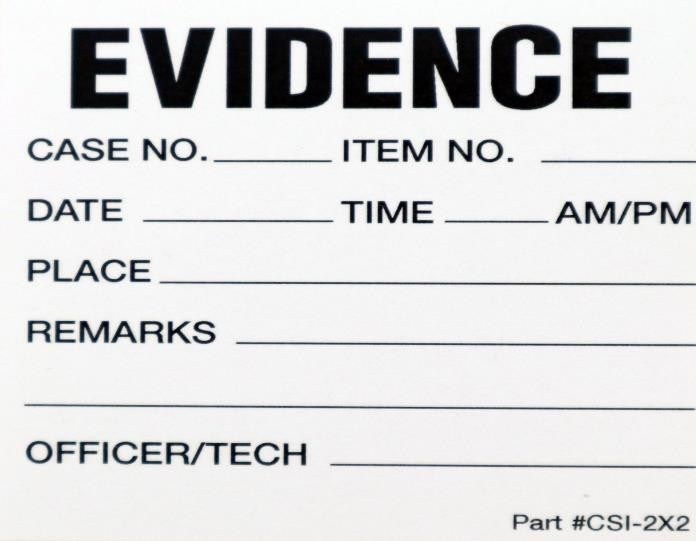 EVIDENCE
CASE NO. ITEM NO.
DATE TIME AM/PM
PLACE
REMARKS
OFFICER/TECH
Part #CSI-2X2